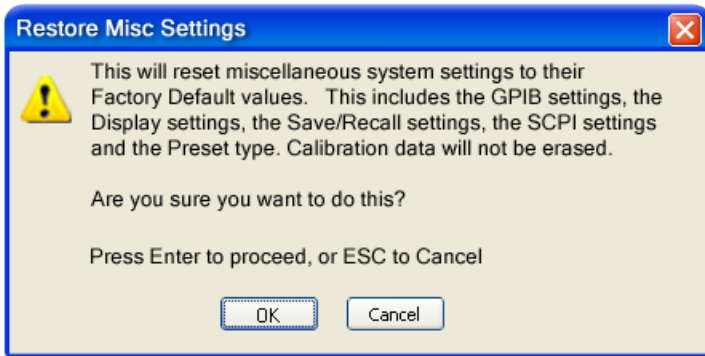 Restore Misc Settings
This will reset miscellaneous system settings to their
Factory Default values.   This includes the GPIB settings, the
Display settings, the Save/Recall settings, the SCPI settings
and the Preset type. Calibration data will not be erased.
Are you sure you want to do this?
Press Enter to proceed, or ESC to Cancel
OK
Cancel